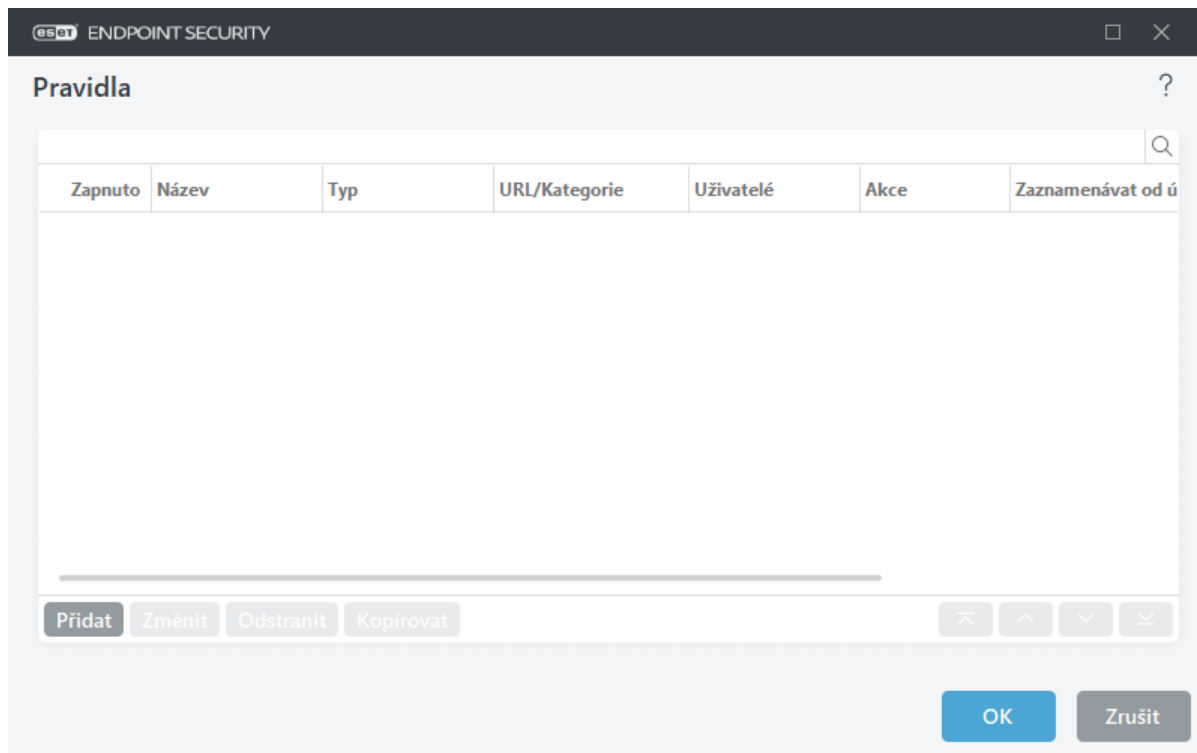 eset ENDPOINT SECURITY
Pravidla
?
Zapnuto Název Typ URL/Kategorie Uživatelé Akce Zaznamenávat od ú
Přidat Změnit Odstranit Kopírovat
OK Zrušit